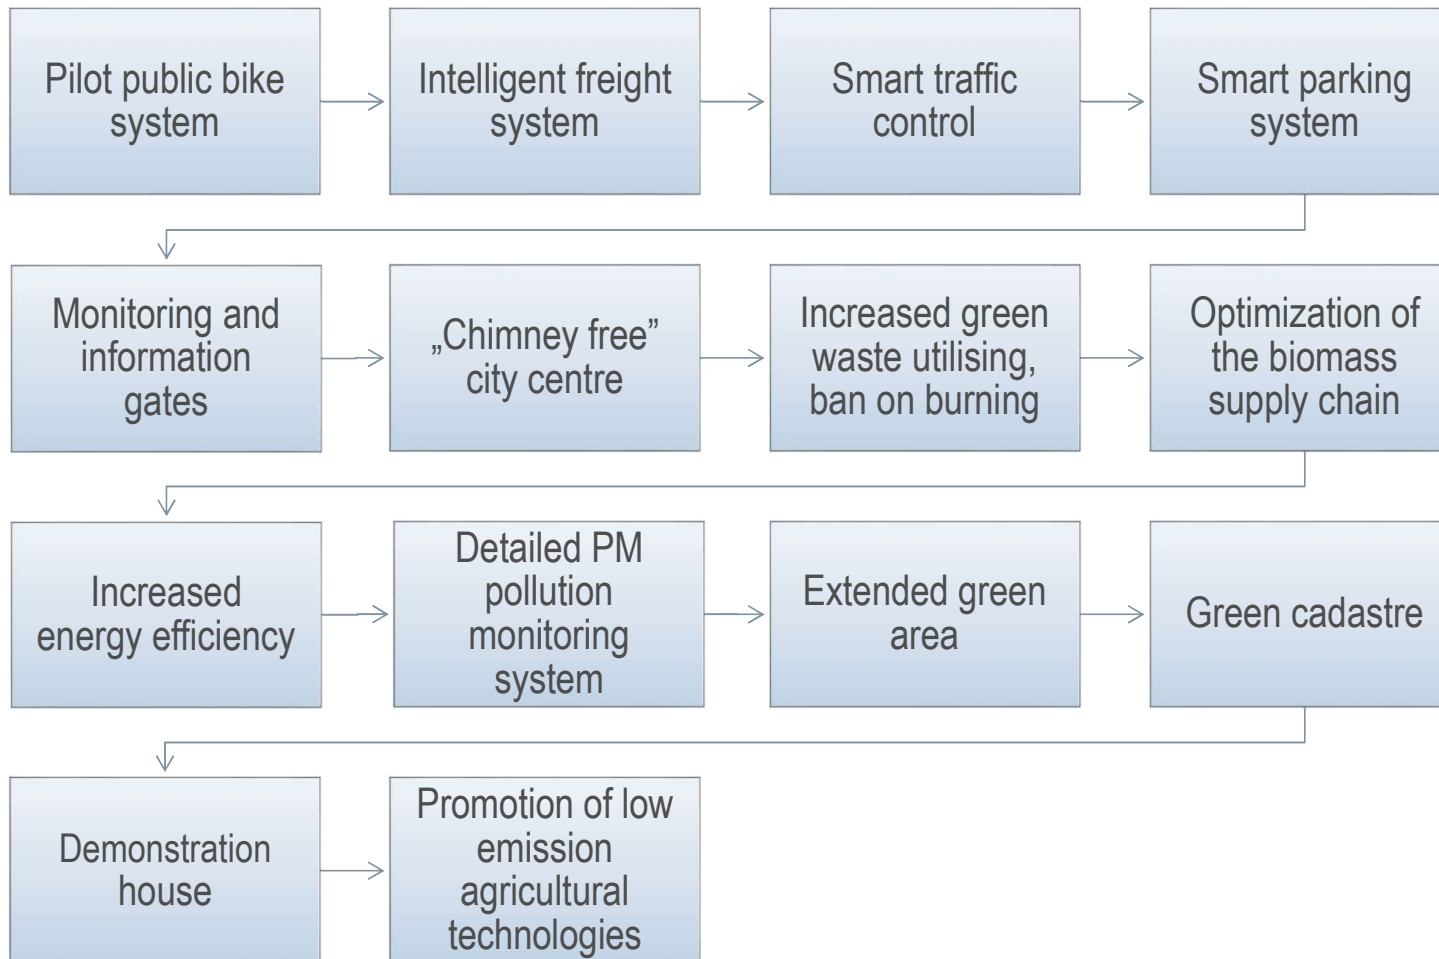 Pilot public bike
system
Intelligent freight
system
Smart traffic
control
Smart parking
system
Monitoring and
information
gates
„Chimney free”
city centre
Increased green
waste utilising,
ban on burning
Optimization of
the biomass
supply chain
Increased
energy efficiency
Detailed PM
pollution
monitoring
system
Extended green
area
Green cadastre
Demonstration
house
Promotion of low
emission
agricultural
technologies